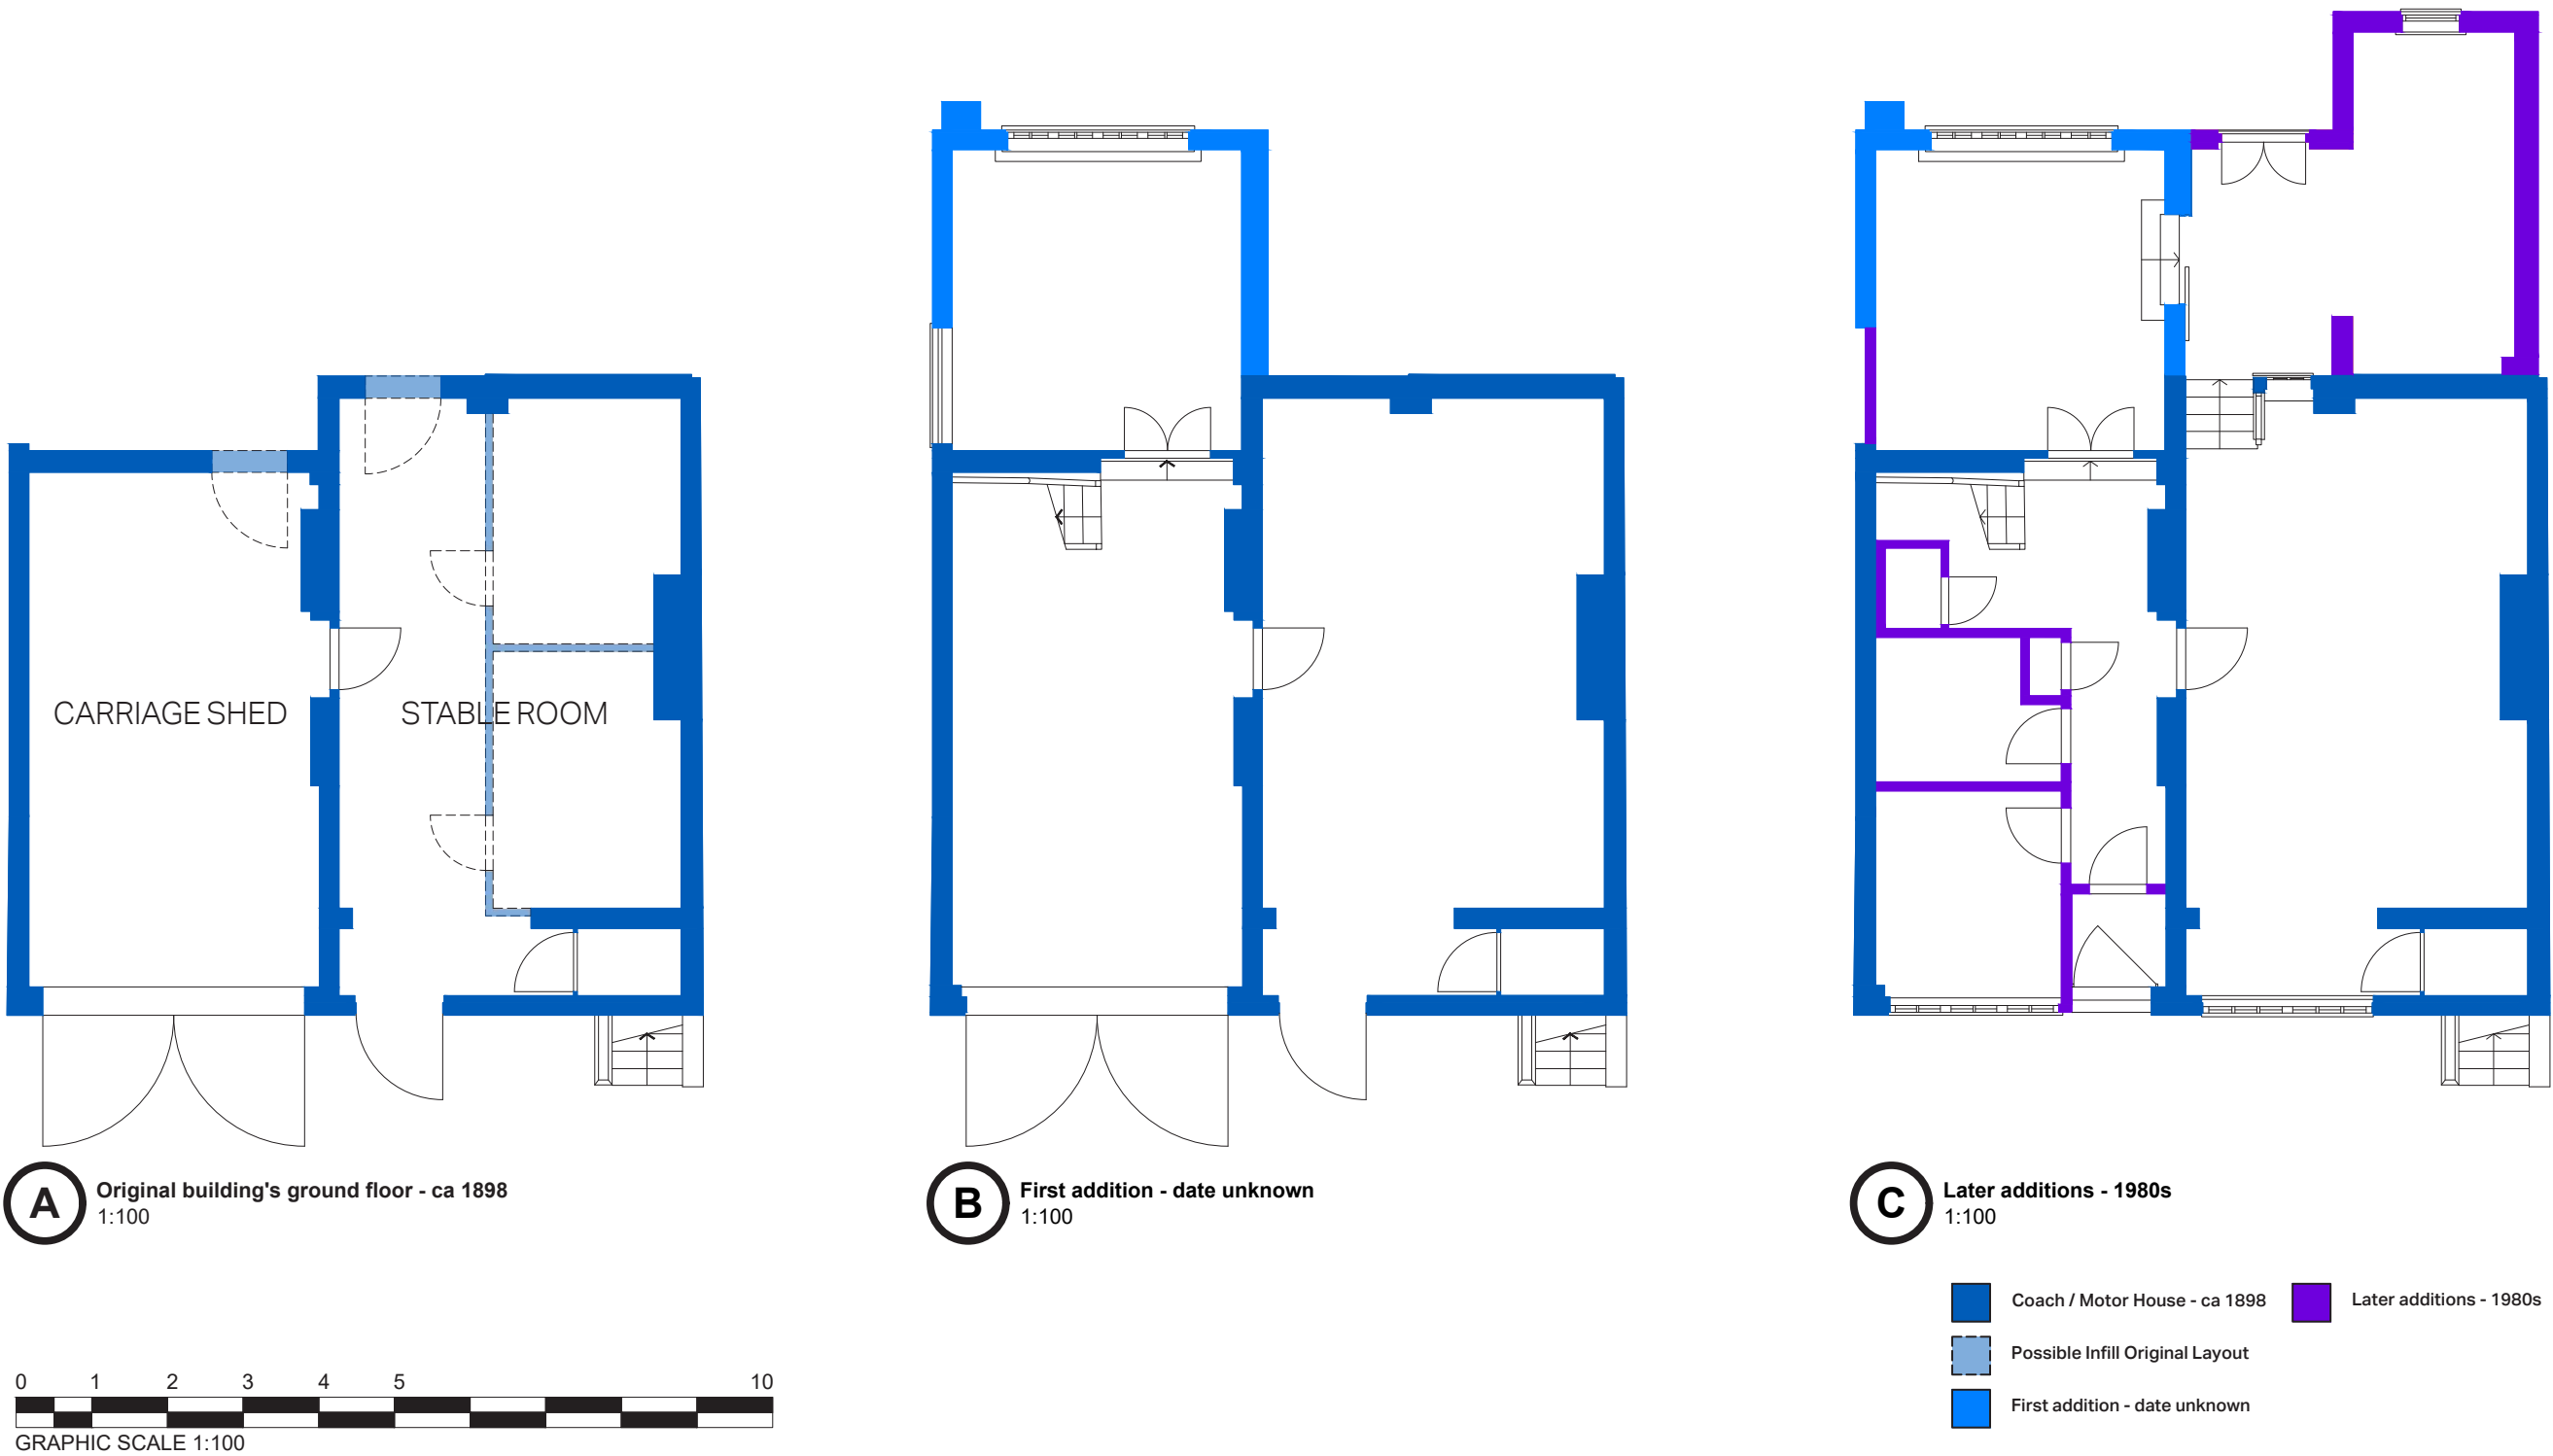 CARRIAGE SHED
STABLE ROOM
A
Original building's ground floor - ca 1898
1:100
B
First addition - date unknown
1:100
C
Later additions - 1980s
1:100
Coach / Motor House - ca 1898
Later additions - 1980s
Possible Infill Original Layout
First addition - date unknown
0 1 2 3 4 5 10
GRAPHIC SCALE 1:100